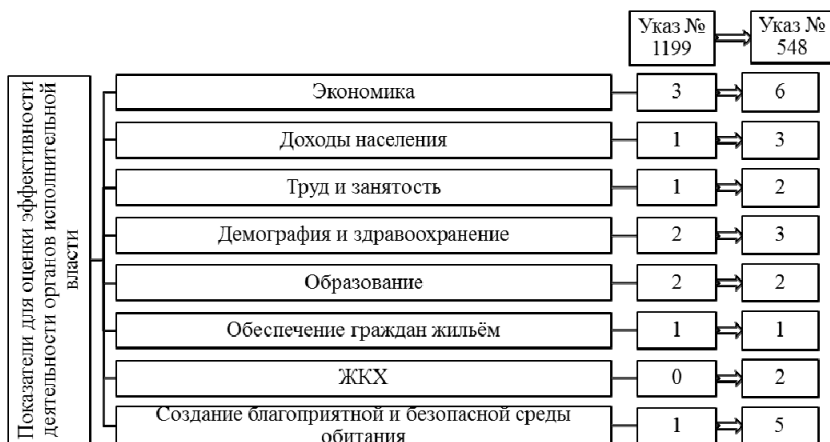 Указ №
1199
Указ №
548
Показатели для оценки эффективности
деятельности органов исполнительной
власти
Экономика
3
6
Доходы населения
1
3
Труд и занятость
1
2
Демография и здравоохранение
2
3
Образование
2
2
Обеспечение граждан жильём
1
1
ЖКХ
0
2
Создание благоприятной и безопасной среды
обитания
1
5